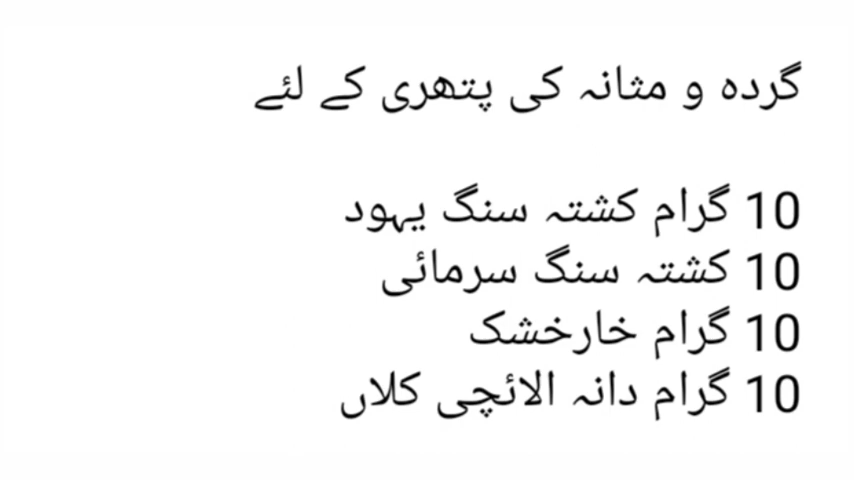 گردہ و مثانہ کی پتھری کے لئے
10 گرام کشتہ سنگ یہود
10 کشتہ سنگ سرمائی
10 گرام خارخشک
10 گرام دانہ الائچی کلاں